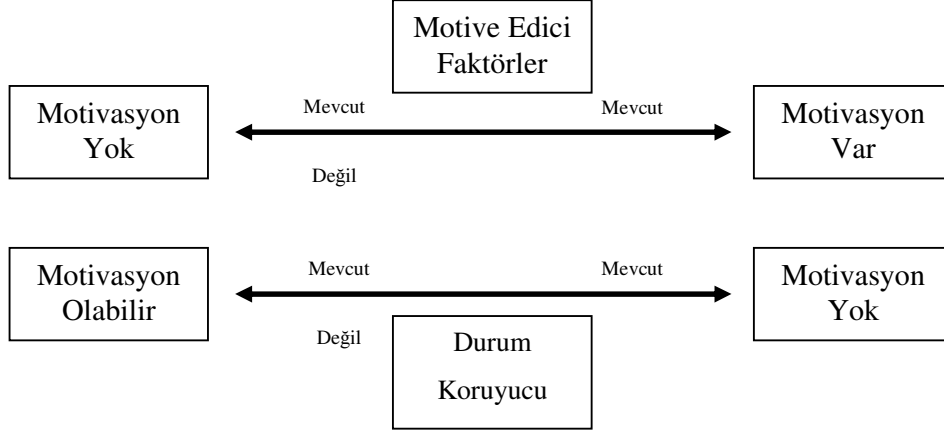 Motive Edici
Faktörler
Motivasyon
Yok
Mevcut
Değil
Mevcut
Motivasyon
Var
Motivasyon
Olabilir
Mevcut
Değil
Mevcut
Motivasyon
Yok
Durum
Koruyucu